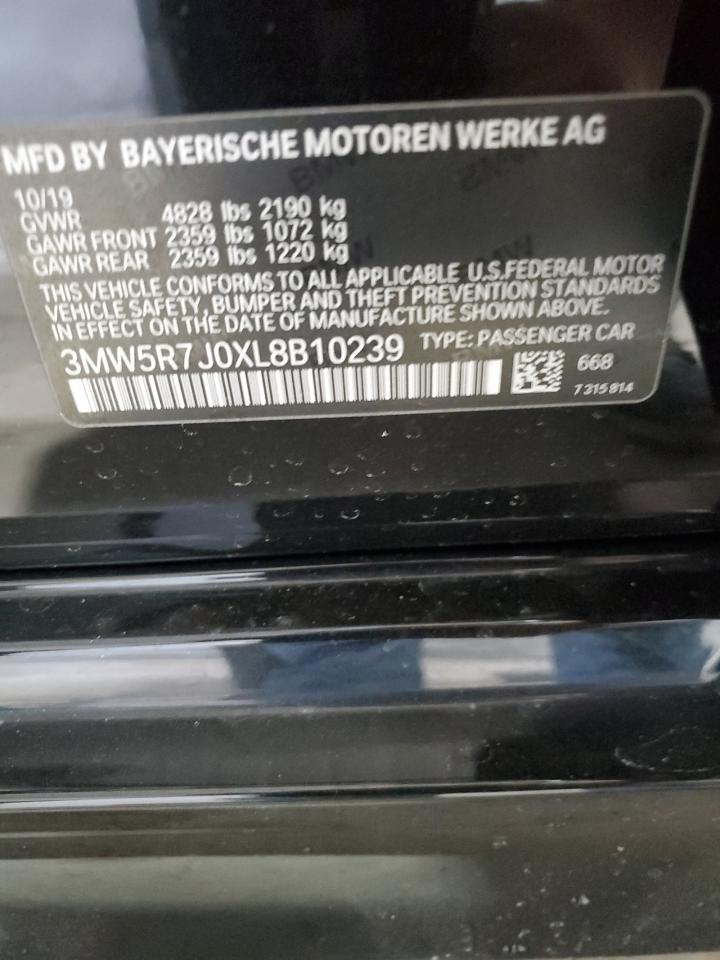 MFD BY BAYERISCHE MOTOREN WERKE AG
10/19
GVWR 4828 lbs 2190 kg
GAWR FRONT 2359 lbs 1072 kg
GAWR REAR 2359 lbs 1220 kg
THIS VEHICLE CONFORMS TO ALL APPLICABLE U.S.FEDERAL MOTOR
VEHICLE SAFETY, BUMPER AND THEFT PREVENTION STANDARDS
IN EFFECT ON THE DATE OF MANUFACTURE SHOWN ABOVE.
3MW5R7J0XL8B10239 TYPE: PASSENGER CAR
668
7315814